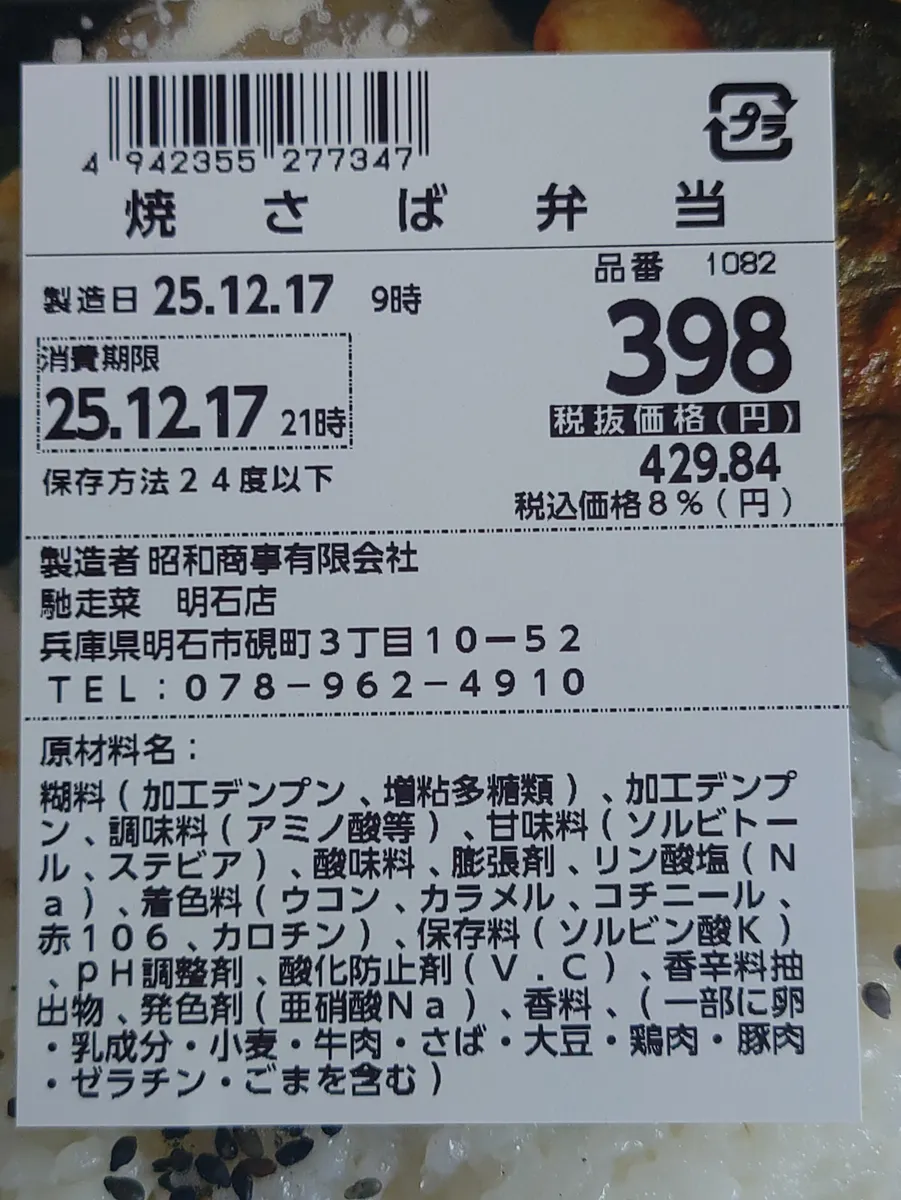 プラ
4 942355 277347
焼さば弁当
品番 1082
製造日 25.12.17 9時
398
税抜価格(円)
消費期限
25.12.17 21時
429.84
税込価格8%(円)
保存方法24度以下
製造者 昭和商事有限会社
馳走菜 明石店
兵庫県明石市硯町3丁目10-52
TEL:078-962-4910
原材料名:
糊料(加工デンプン、増粘多糖類)、加工デンプ
ン、調味料(アミノ酸等)、甘味料(ソルビトー
ル、ステビア)、酸味料、膨張剤、リン酸塩(N
a)、着色料(ウコン、カラメル、コチニール、
赤106、カロチン)、保存料(ソルビン酸K)
、pH調整剤、酸化防止剤(V.C)、香辛料抽
出物、発色剤(亜硝酸Na)、香料、(一部に卵
・乳成分・小麦・牛肉・さば・大豆・鶏肉・豚肉
・ゼラチン・ごまを含む)